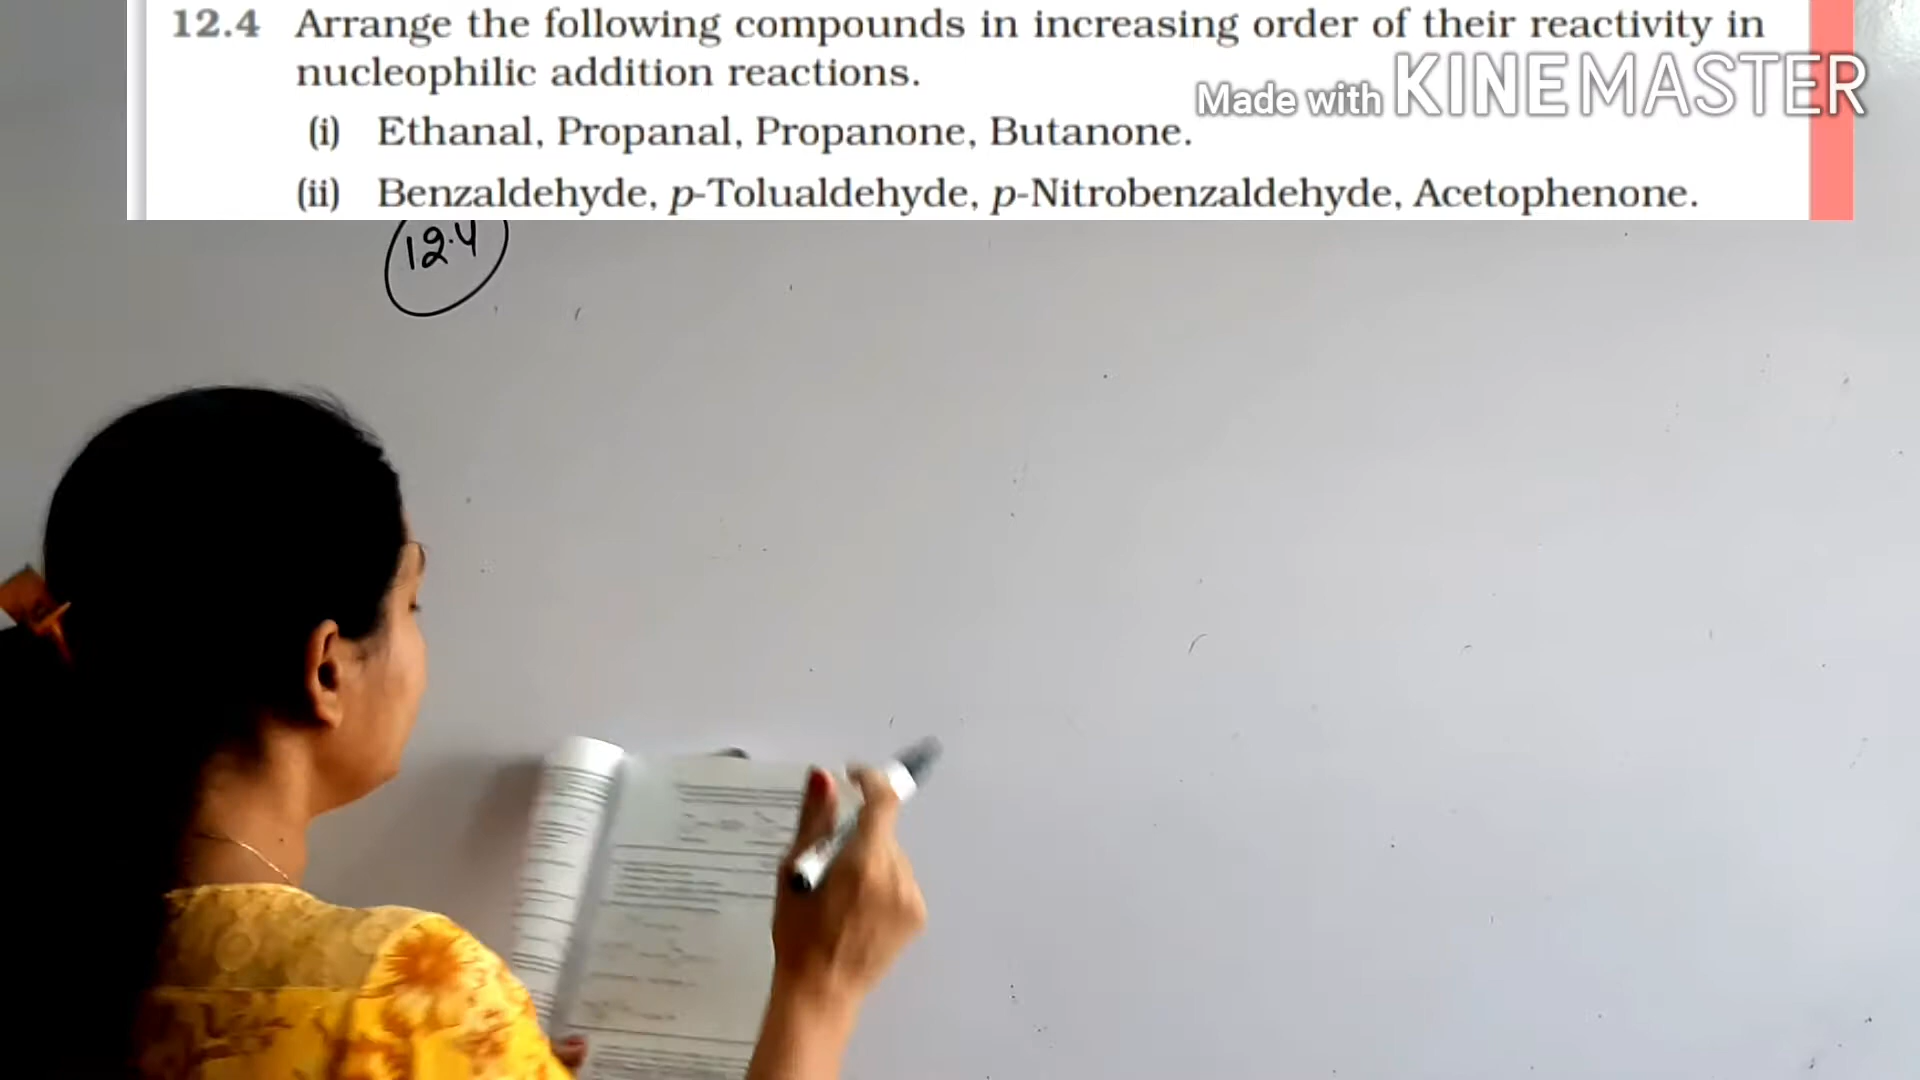 12.4 Arrange the following compounds in increasing order of their reactivity in
nucleophilic addition reactions.
Made with KINEMASTER
(i) Ethanal, Propanal, Propanone, Butanone.
(ii) Benzaldehyde, p-Tolualdehyde, p-Nitrobenzaldehyde, Acetophenone.
12.4